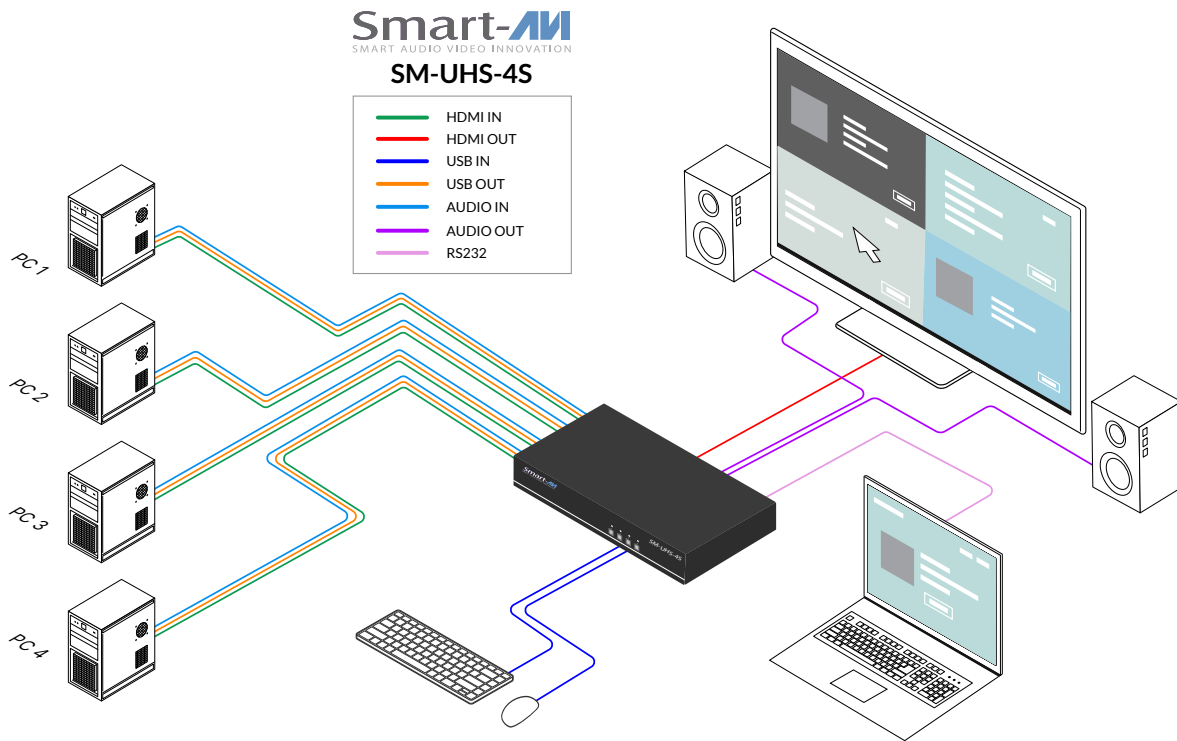 Smart-AVI
SMART AUDIO VIDEO INNOVATION
SM-UHS-4S
HDMI IN
HDMI OUT
USB IN
USB OUT
AUDIO IN
AUDIO OUT
RS232
PC 1
PC 2
PC 3
PC 4
Smart-AVI
SM-UHS-4S